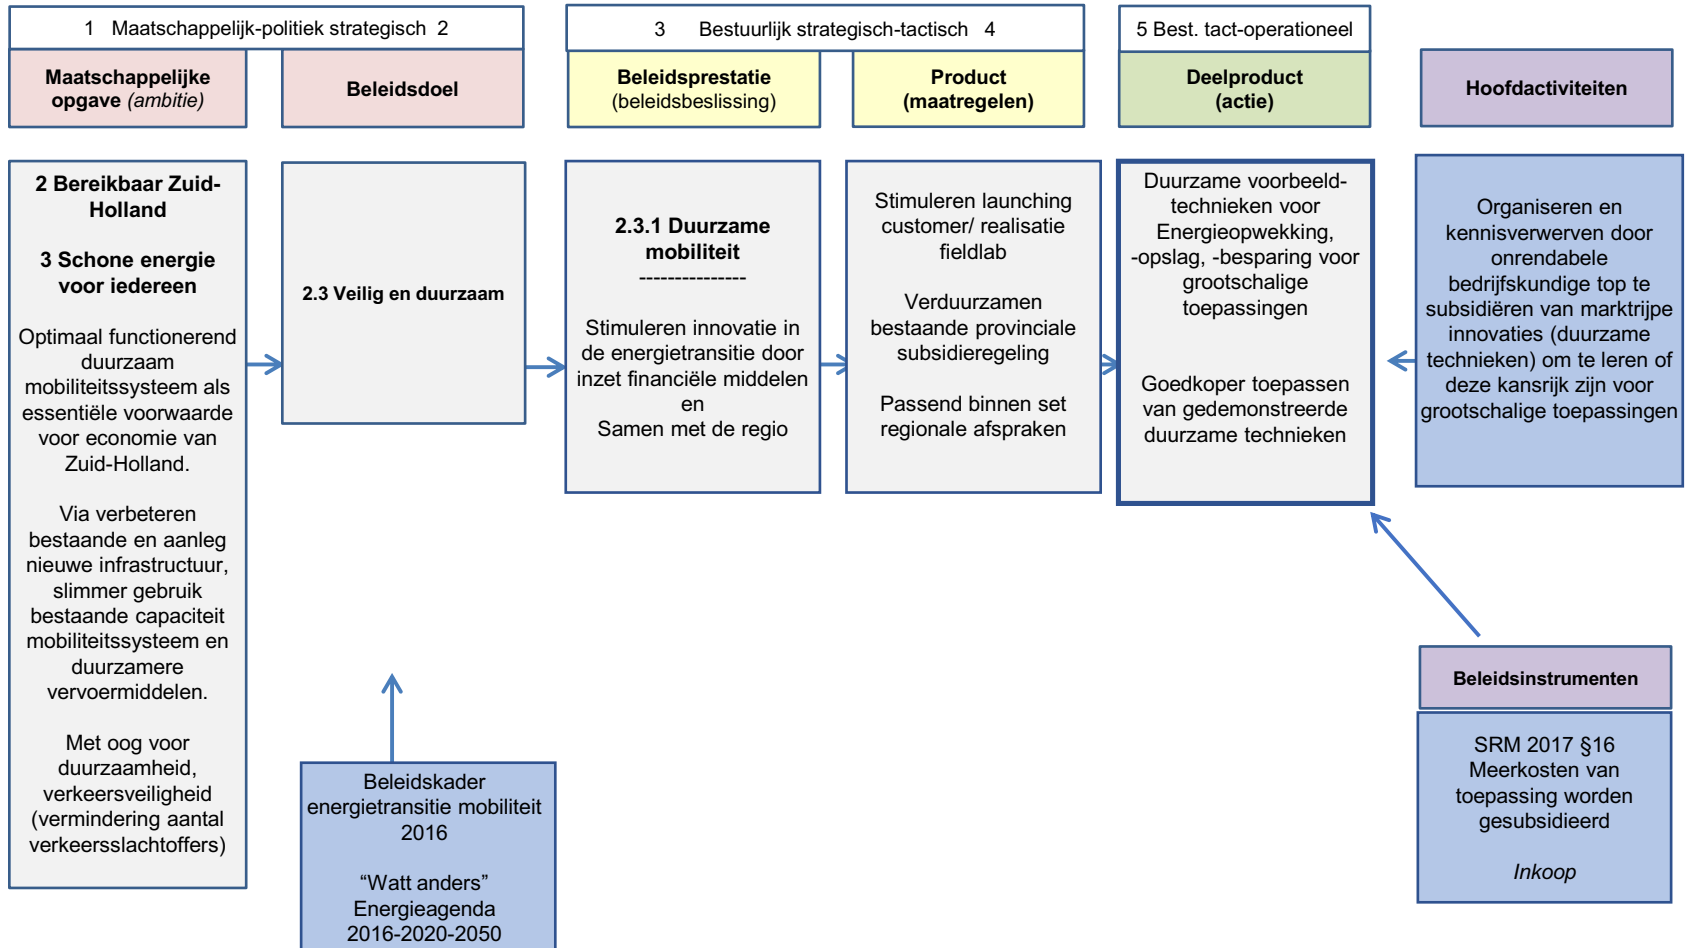 1 Maatschappelijk-politiek strategisch 2
3 Bestuurlijk strategisch-tactisch 4
5 Best. tact-operationeel
Maatschappelijke
opgave (ambitie)
Beleidsdoel
Beleidsprestatie
(beleidsbeslissing)
Product
(maatregelen)
Deelproduct
(actie)
Hoofdactiviteiten
2 Bereikbaar Zuid-
Holland
3 Schone energie
voor iedereen
Optimaal functionerend
duurzaam
mobiliteitssysteem als
essentiële voorwaarde
voor economie van
Zuid-Holland.
Via verbeteren
bestaande en aanleg
nieuwe infrastructuur,
slimmer gebruik
bestaande capaciteit
mobiliteitssysteem en
duurzamere
vervoermiddelen.
Met oog voor
duurzaamheid,
verkeersveiligheid
(vermindering aantal
verkeersslachtoffers)
2.3 Veilig en duurzaam
2.3.1 Duurzame
mobiliteit
---------------
Stimuleren innovatie in
de energietransitie door
inzet financiële middelen
en
Samen met de regio
Stimuleren launching
customer/ realisatie
fieldlab
Verduurzamen
bestaande provinciale
subsidieregeling
Passend binnen set
regionale afspraken
Duurzame voorbeeld-
technieken voor
Energieopwekking,
-opslag, -besparing voor
grootschalige
toepassingen
Goedkoper toepassen
van gedemonstreerde
duurzame technieken
Organiseren en
kennisverwerven door
onrendabele
bedrijfskundige top te
subsidiëren van marktrijpe
innovaties (duurzame
technieken) om te leren of
deze kansrijk zijn voor
grootschalige toepassingen
Beleidskader
energietransitie mobiliteit
2016
“Watt anders”
Energieagenda
2016-2020-2050
Beleidsinstrumenten
SRM 2017 §16
Meerkosten van
toepassing worden
gesubsidieerd
Inkoop